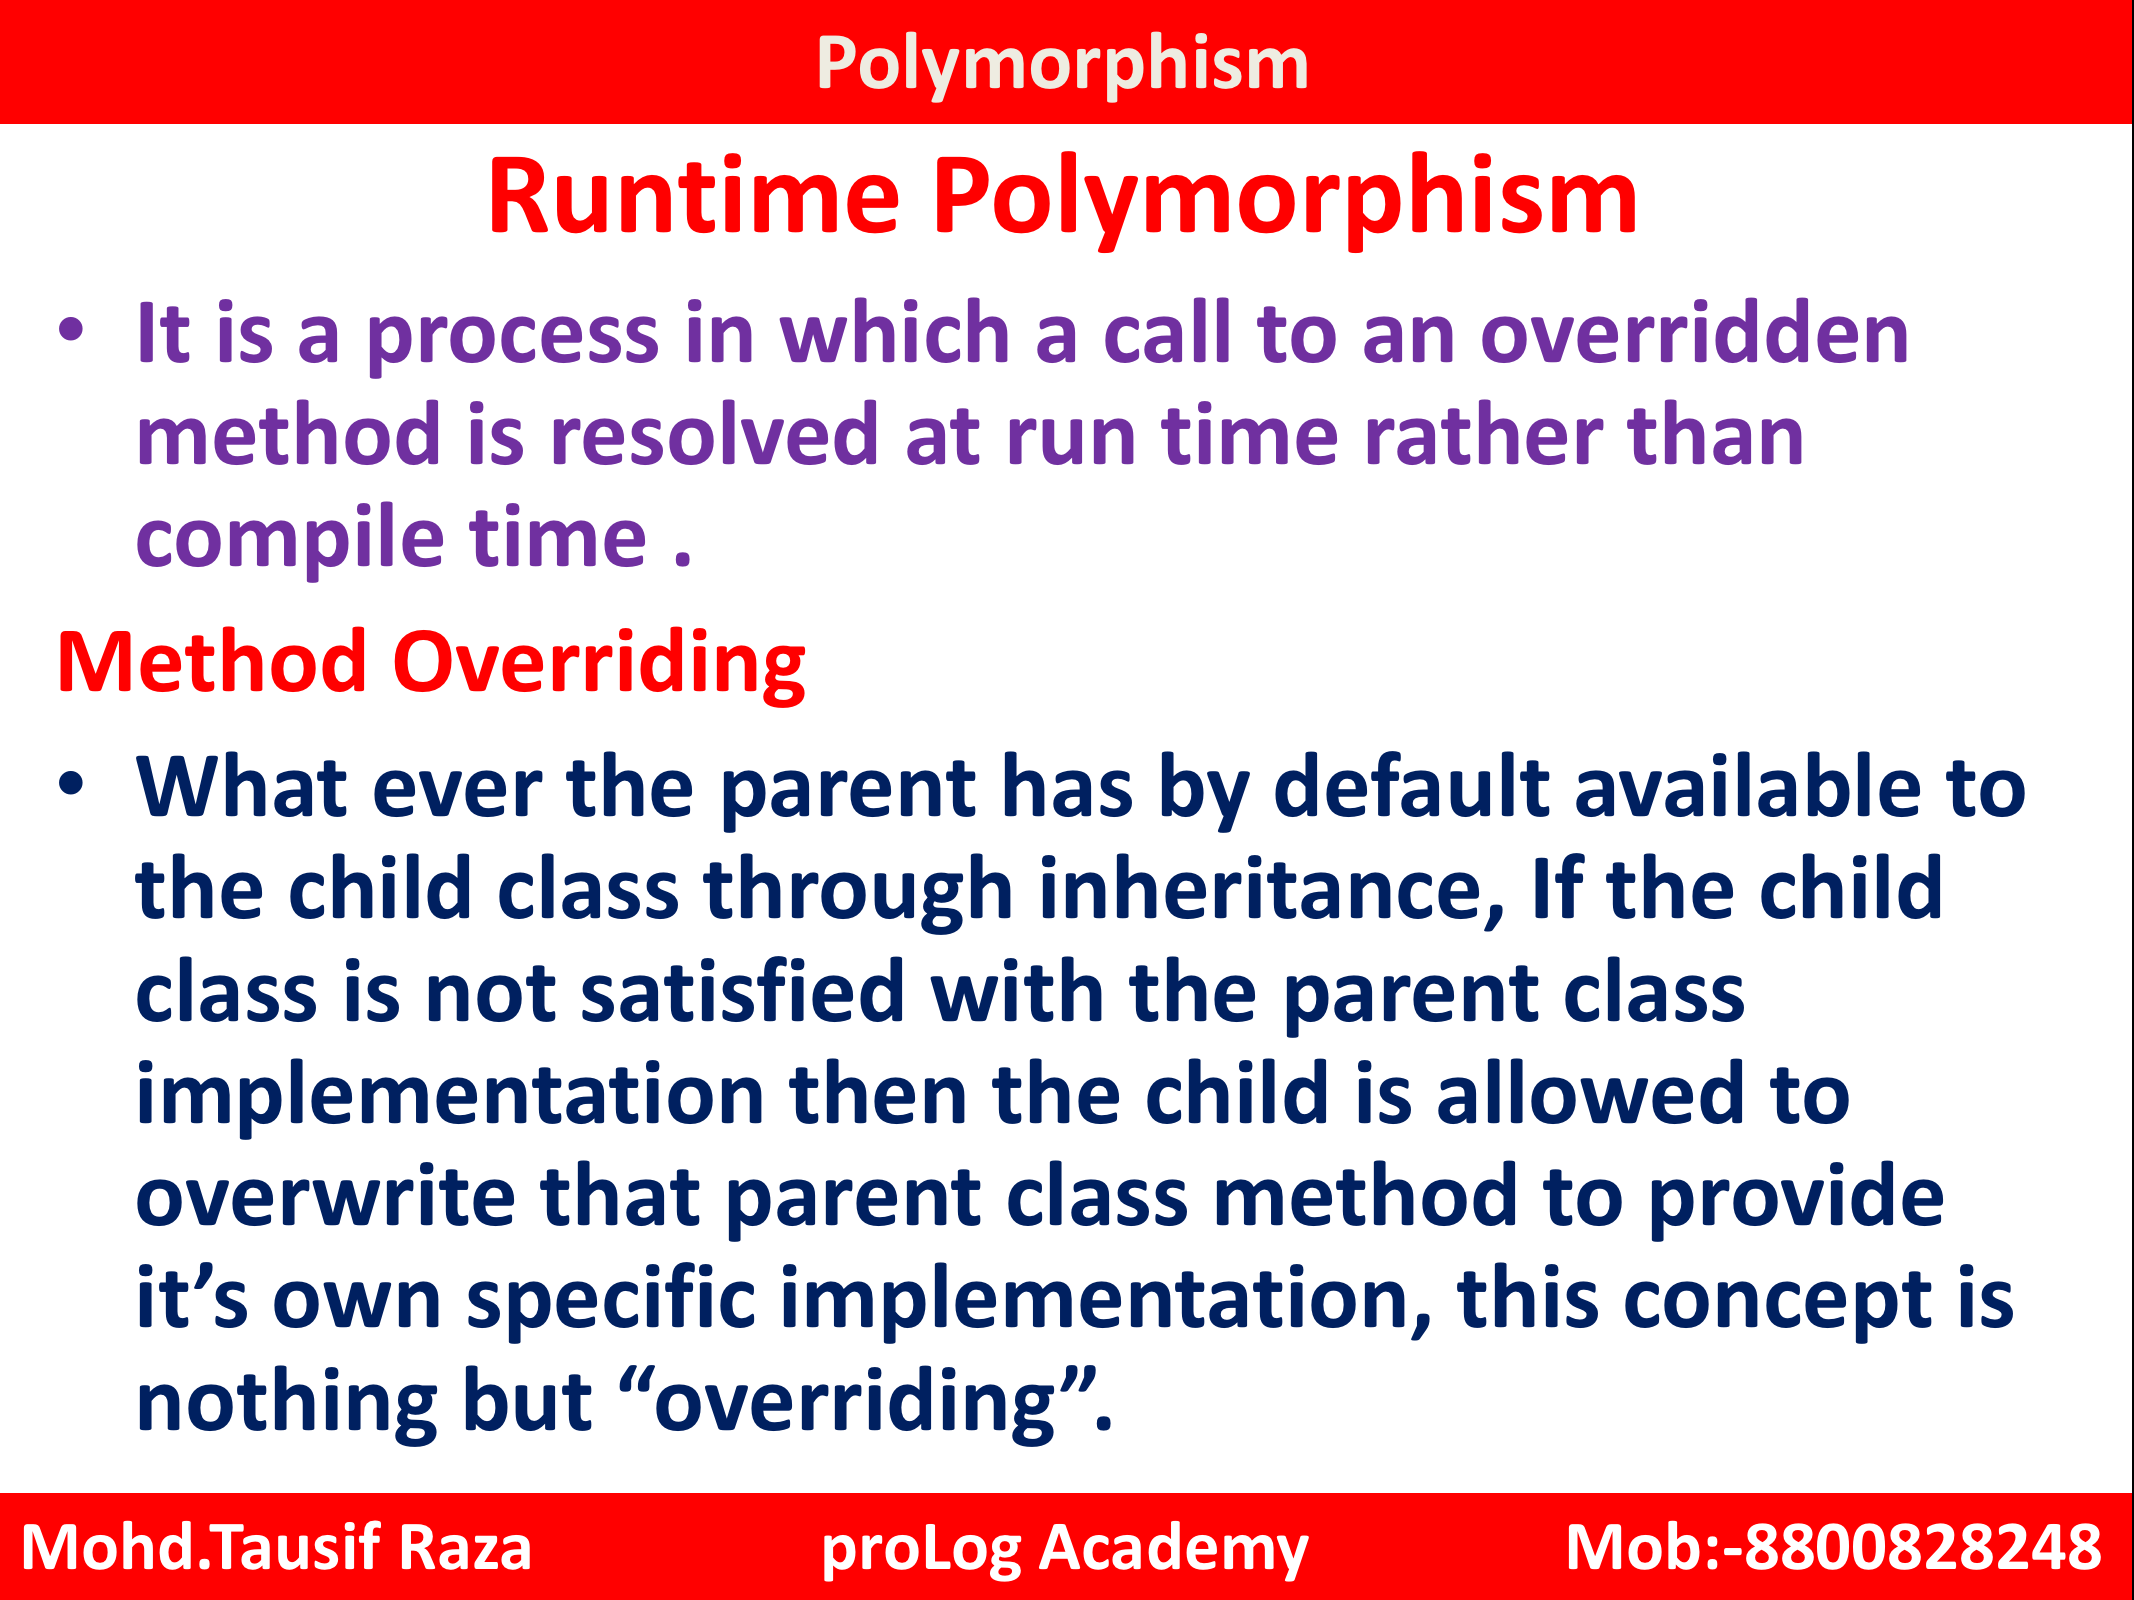 Polymorphism
Runtime Polymorphism
• It is a process in which a call to an overridden
method is resolved at run time rather than
compile time .
Method Overriding
• What ever the parent has by default available to
the child class through inheritance, If the child
class is not satisfied with the parent class
implementation then the child is allowed to
overwrite that parent class method to provide
it’s own specific implementation, this concept is
nothing but “overriding”.
Mohd.Tausif Raza proLog Academy Mob:-8800828248